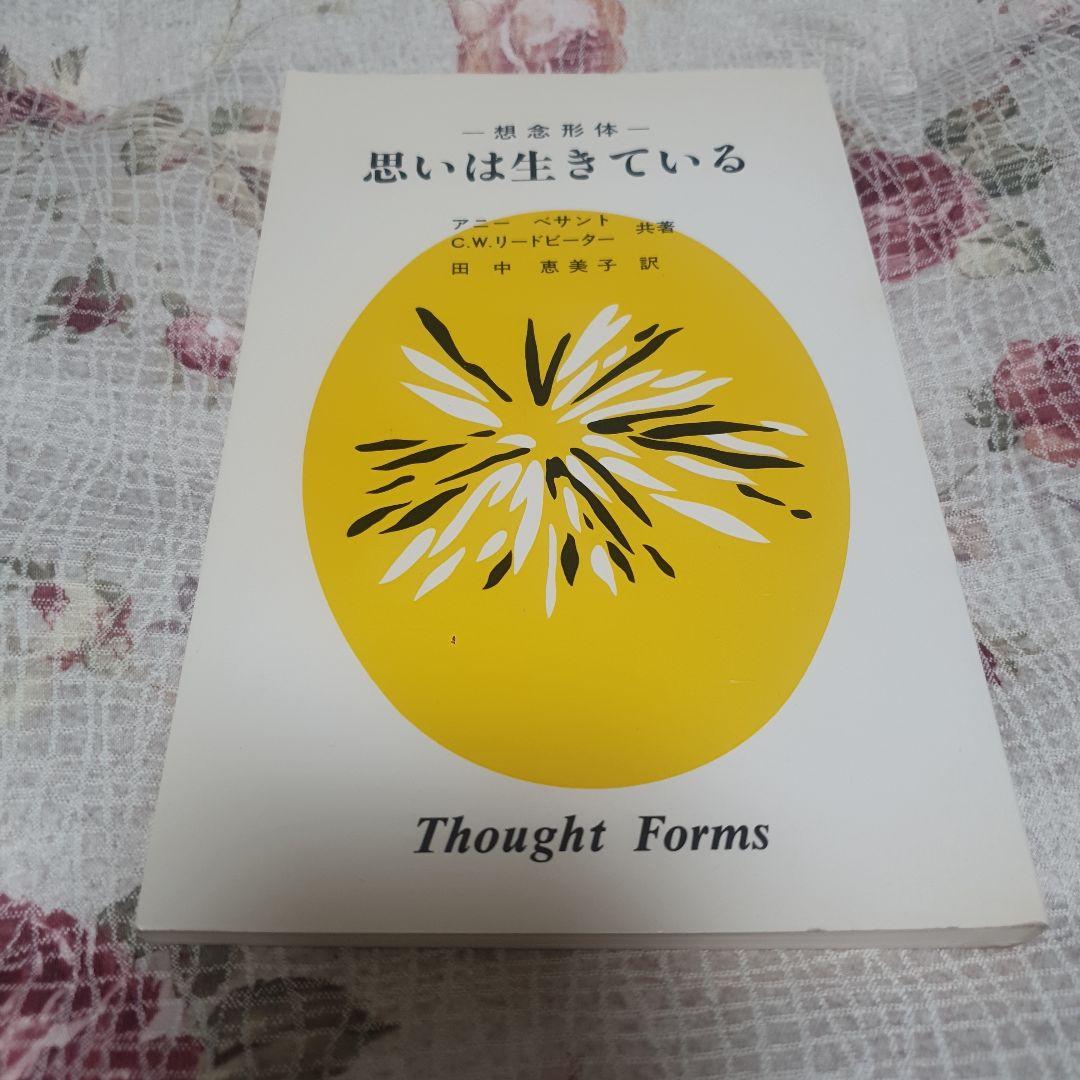 ―想念形体―
思いは生きている
アニー　ベサント
C.W.リードビーター
共著
田中　恵美子　訳
Thought Forms